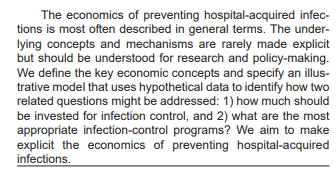 The economics of preventing hospital-acquired infec-
tions is most often described in general terms. The under-
lying concepts and mechanisms are rarely made explicit
but should be understood for research and policy-making.
We define the key economic concepts and specify an illus-
trative model that uses hypothetical data to identify how two
related questions might be addressed: 1) how much should
be invested for infection control, and 2) what are the most
appropriate infection-control programs? We aim to make
explicit the economics of preventing hospital-acquired
infections.